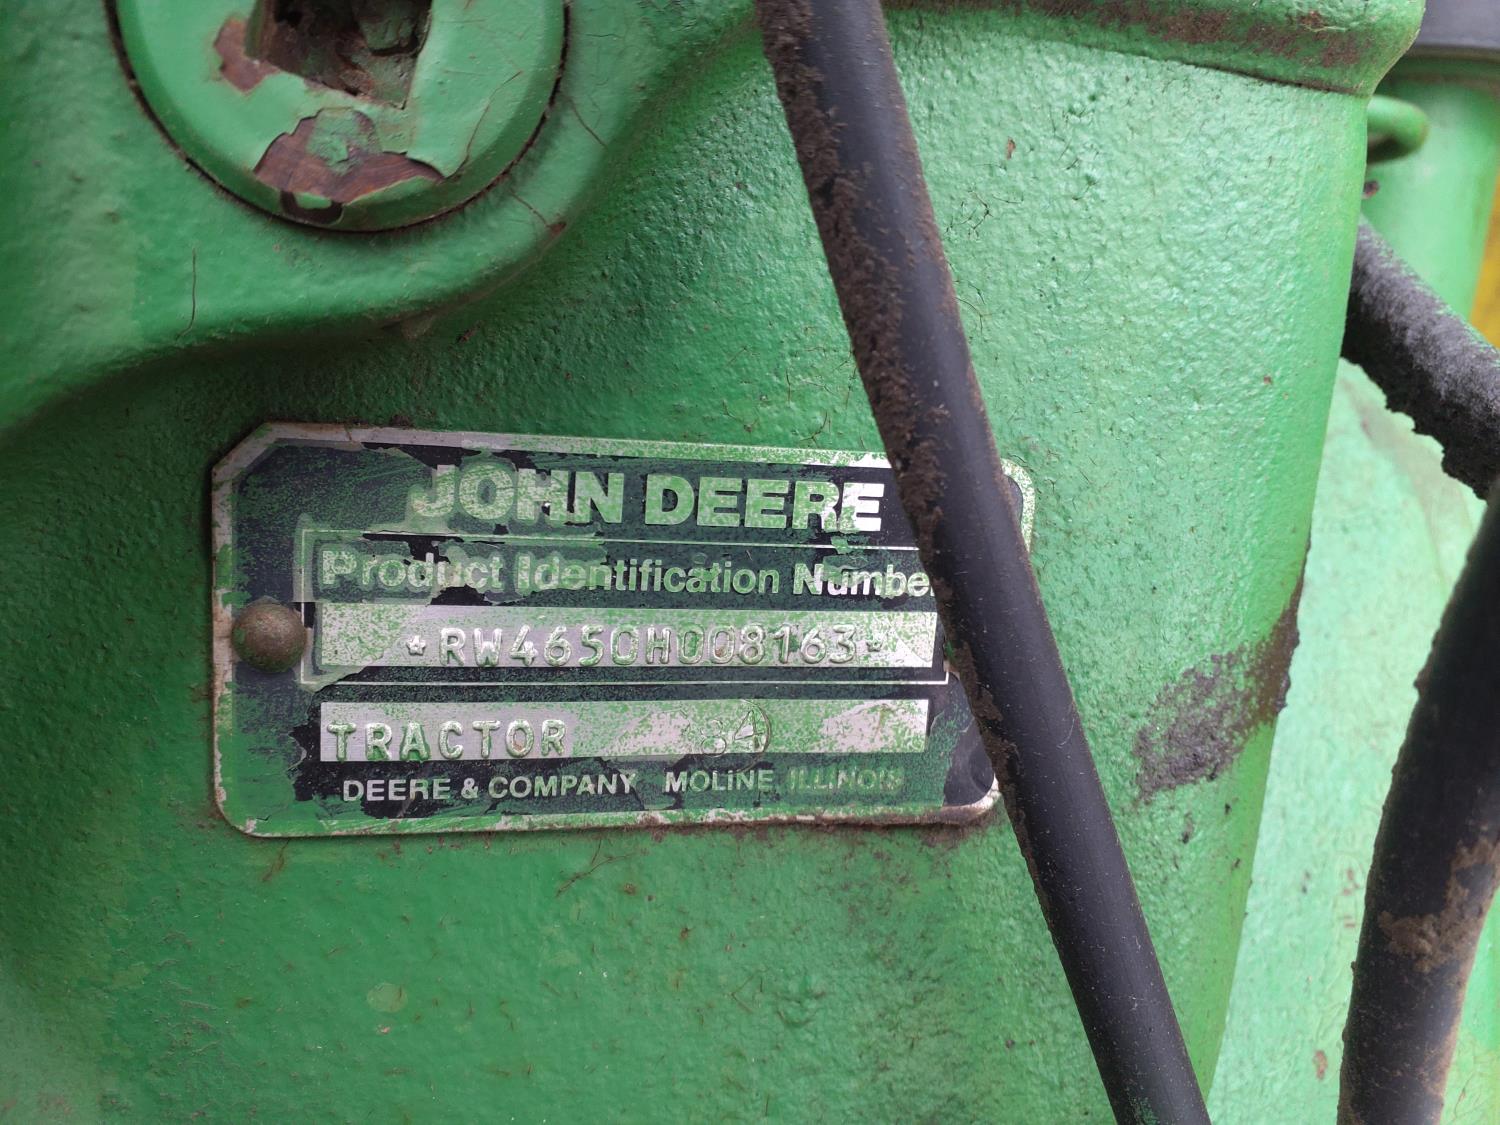 JOHN DEERE
Product Identification Number
*RW4650H008163*
TRACTOR 84
DEERE & COMPANY MOLINE ILLINOIS